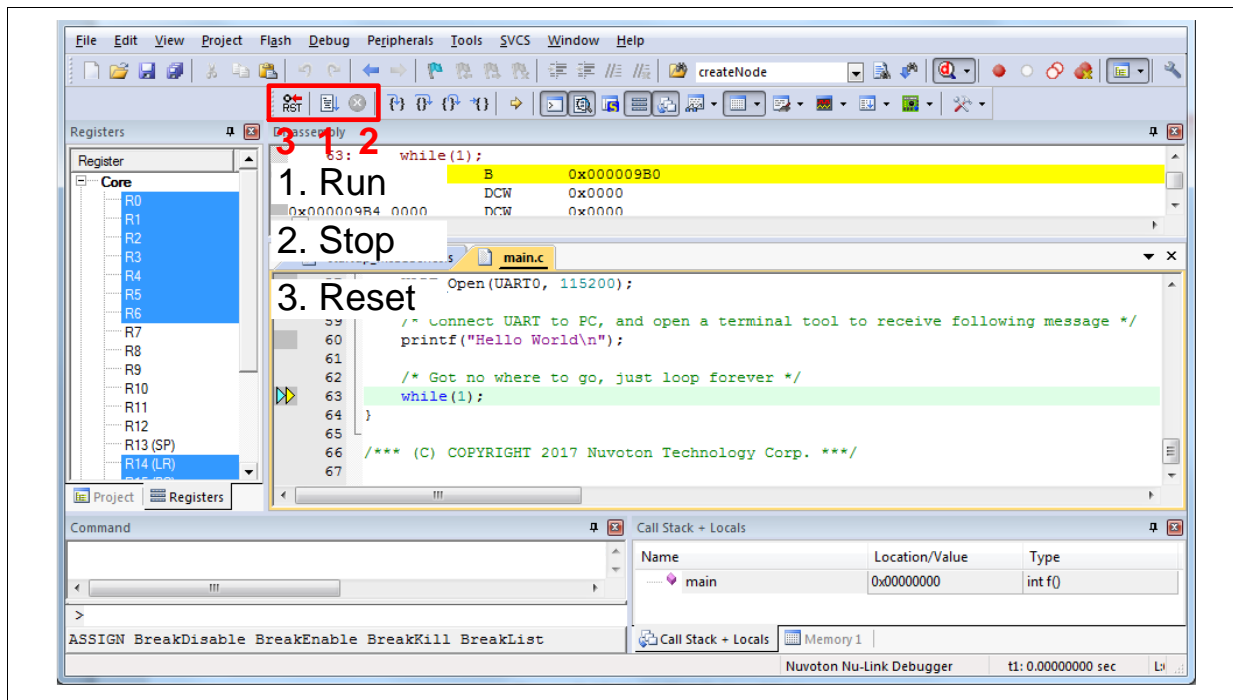 File Edit View Project Flash Debug Peripherals Tools SVCS Window Help
createNode
RST
Registers
Disassembly
3 1 2
Register
63: while(1);
Core
1. Run
B 0x000009B0
R0
DCW 0x0000
R1
0x000009B4 0000 DCW 0x0000
R2
2. Stop
R3
main.c
R4
Open(UART0, 115200);
R5
3. Reset
R6
59 /* Connect UART to PC, and open a terminal tool to receive following message */
R7
60 printf("Hello World\n");
R8
61
R9
62 /* Got no where to go, just loop forever */
R10
63 while(1);
R11
64 }
R12
65
R13 (SP)
66 /*** (C) COPYRIGHT 2017 Nuvoton Technology Corp. ***/
R14 (LR)
67
Project Registers
Command
Call Stack + Locals
Name Location/Value Type
main 0x00000000 int f()
>
ASSIGN BreakDisable BreakEnable BreakKill BreakList
Call Stack + Locals Memory 1
Nuvoton Nu-Link Debugger t1: 0.00000000 sec